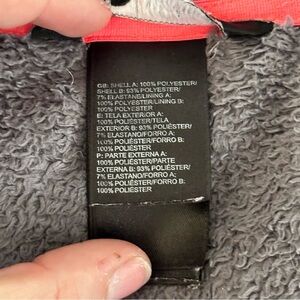 GB: SHELL A: 100% POLYESTER/
SHELL B: 93% POLYESTER/
7% ELASTANE/LINING A:
100% POLYESTER/LINING B:
100% POLYESTER
E: TELA EXTERIOR A:
100% POLIÉSTER/TELA
EXTERIOR B: 93% POLIÉSTER/
7% ELASTANO/FORRO A:
100% POLIÉSTER/FORRO B:
100% POLIÉSTER
P: PARTE EXTERNA A:
100% POLIÉSTER/PARTE
EXTERNA B: 93% POLIÉSTER/
7% ELASTANO/FORRO A:
100% POLIÉSTER/FORRO B:
100% POLIÉSTER